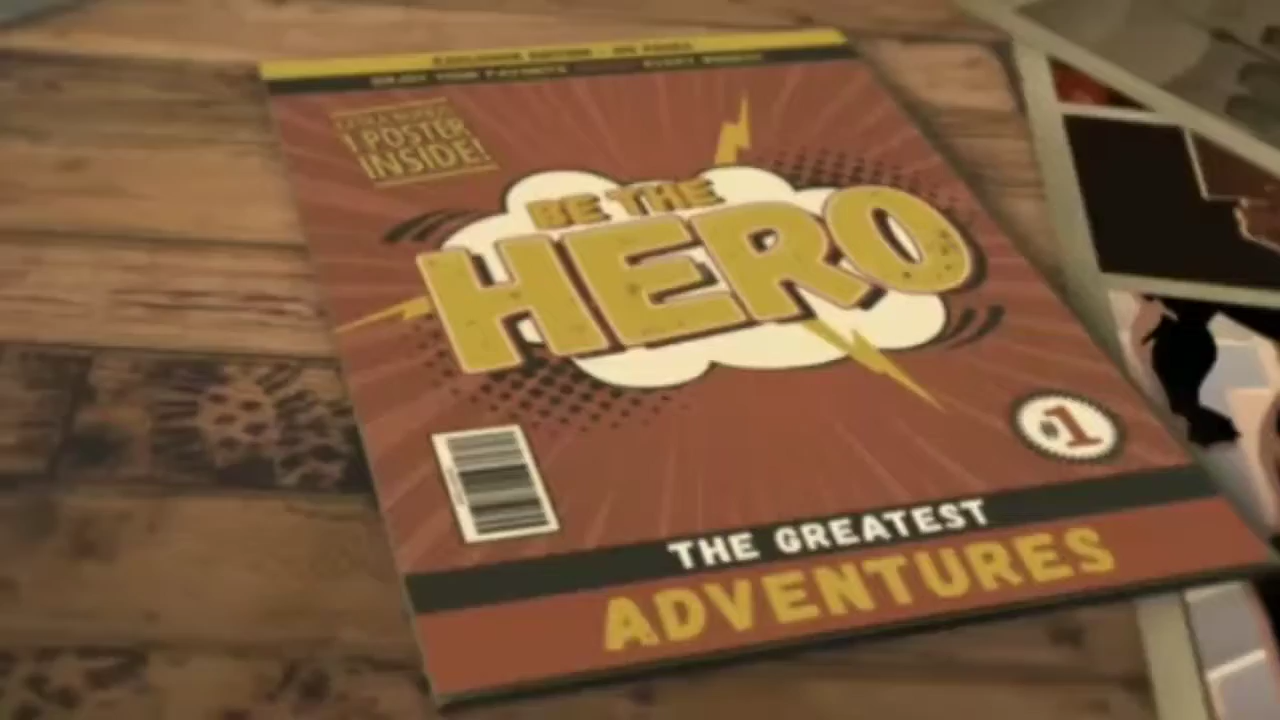 1 POSTER
INSIDE!
BE THE
HERO
#1
THE GREATEST
ADVENTURES